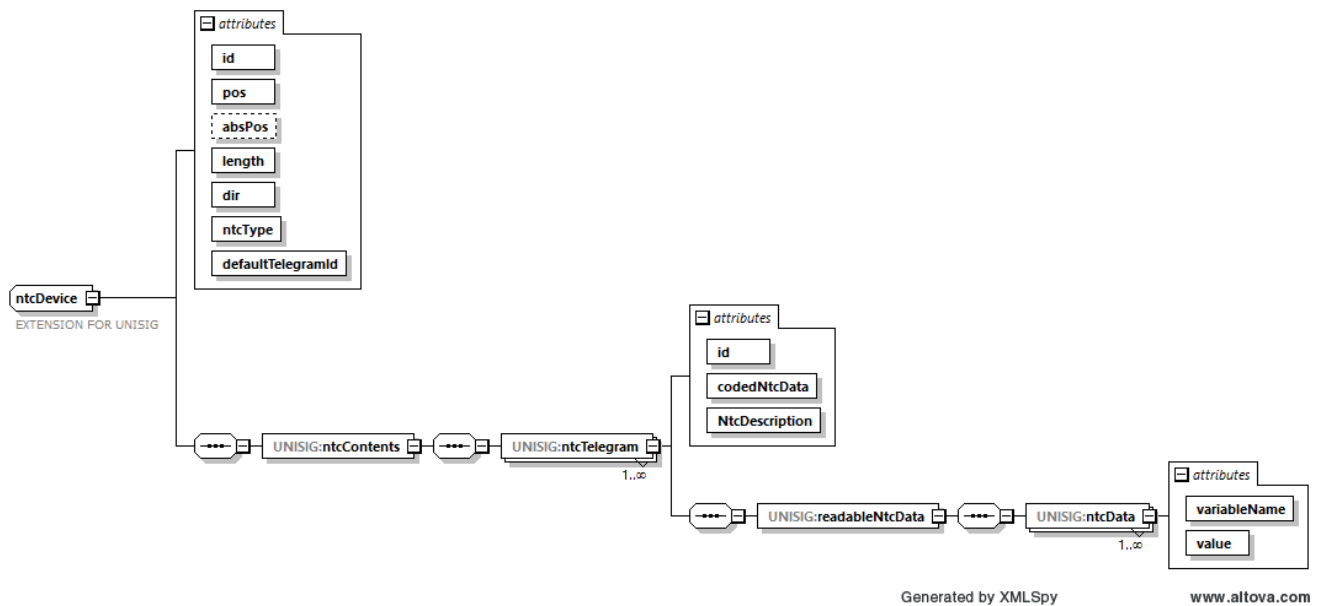 attributes
id
pos
absPos
length
dir
ntcType
defaultTelegramId
ntcDevice
EXTENSION FOR UNISIG
attributes
id
codedNtcData
NtcDescription
UNISIG:ntcContents
UNISIG:ntcTelegram
1..∞
attributes
variableName
value
UNISIG:readableNtcData
UNISIG:ntcData
1..∞
Generated by XMLSpy
www.altova.com